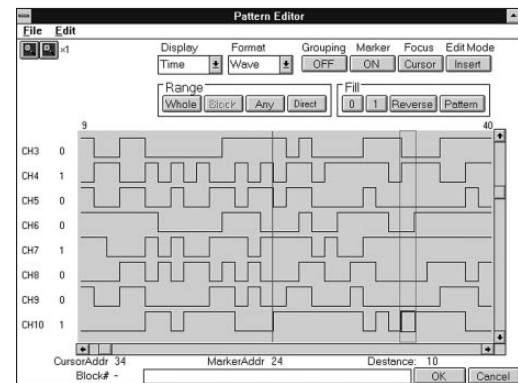 Pattern Editor
File Edit
×1
Display Format Grouping Marker Focus Edit Mode
Time Wave OFF ON Cursor Insert
Range Fill
Whole Block Any Direct 0 1 Reverse Pattern
9 40
CH3 0
CH4 1
CH5 0
CH6 0
CH7 1
CH8 0
CH9 0
CH10 1
CursorAddr 34 MarkerAddr 24 Destance: 10
Block# - OK Cancel